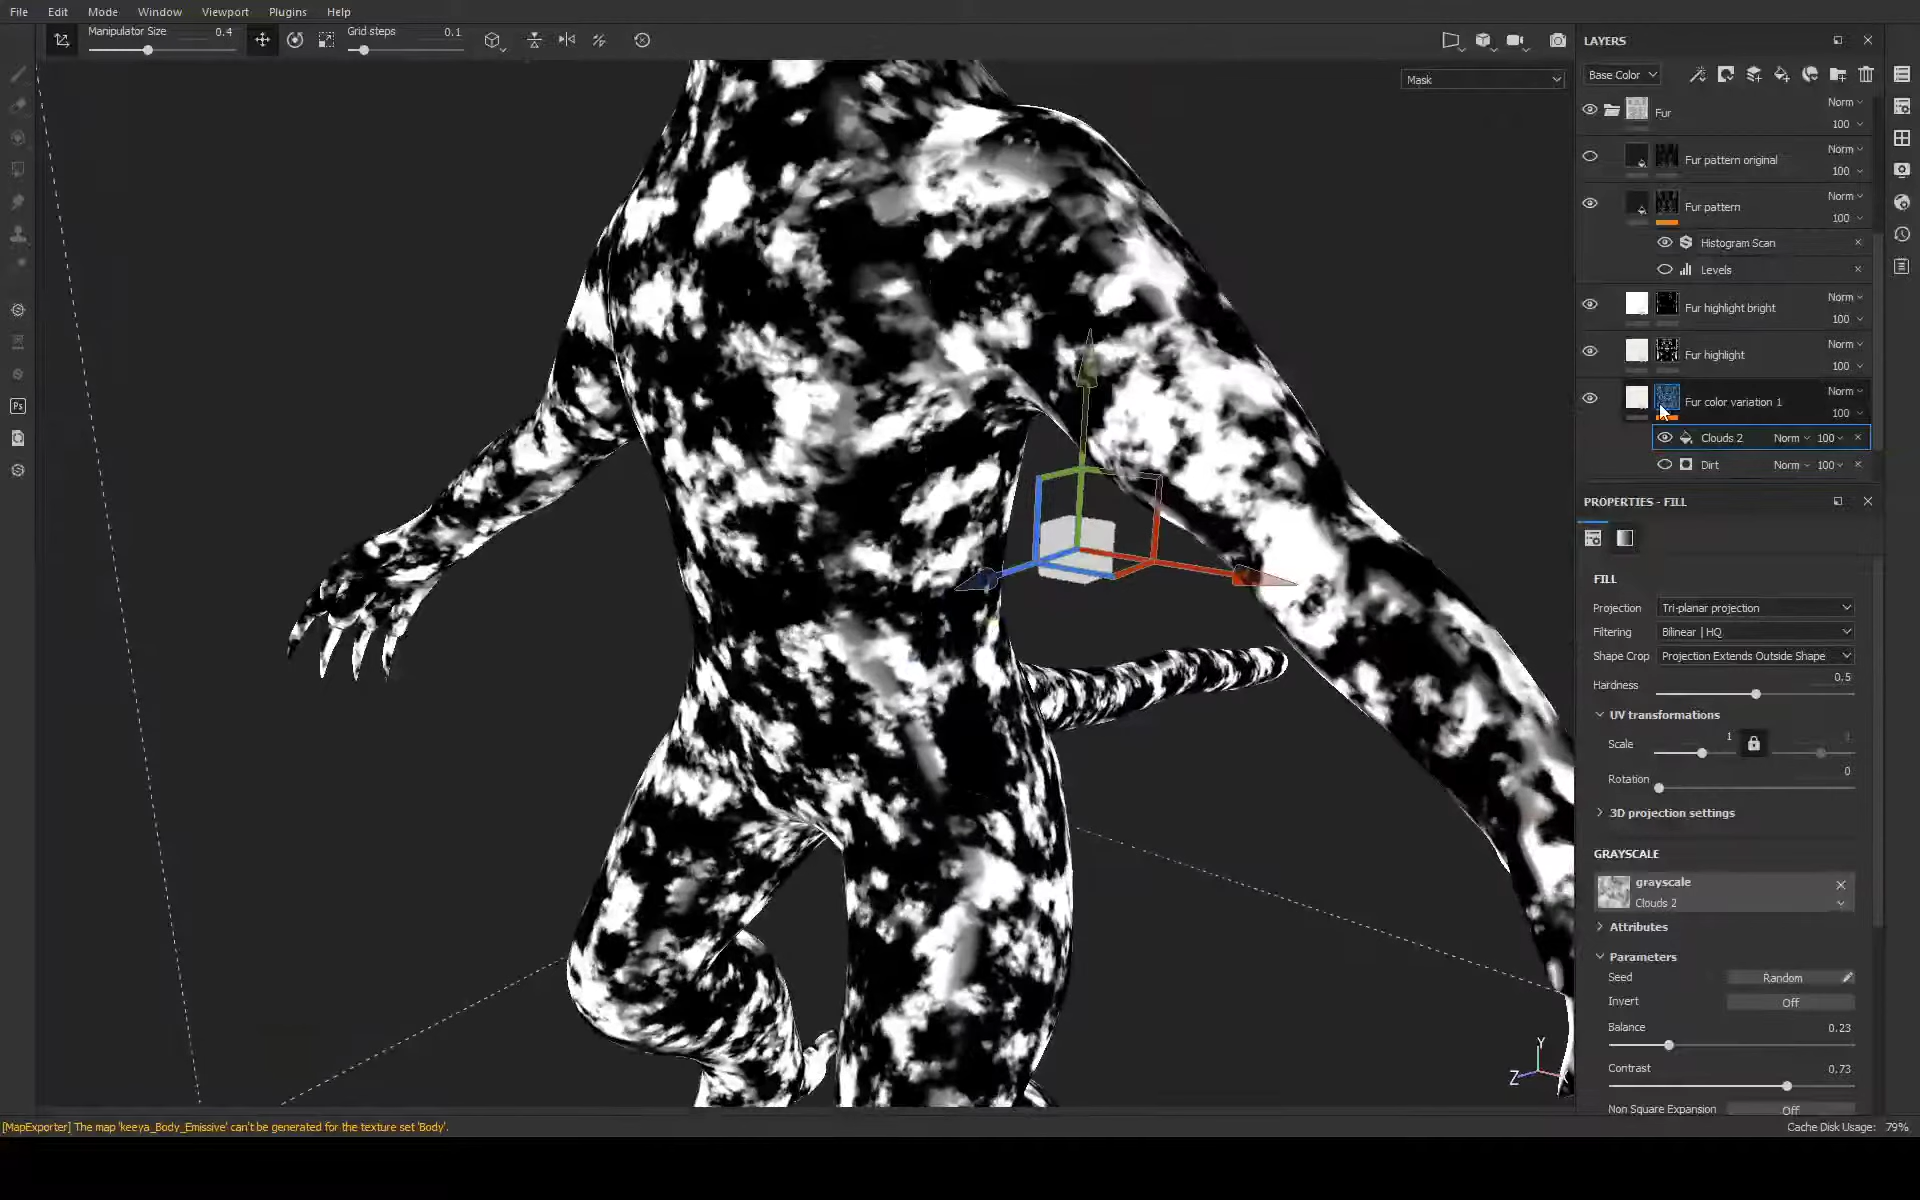 File Edit Mode Window Viewport Plugins Help
Manipulator Size 0.4
Grid steps 0.1
Mask
LAYERS
Base Color
Fur Norm
100
Fur pattern original Norm
100
Fur pattern Norm
100
Histogram Scan
Levels
Fur highlight bright Norm
100
Fur highlight Norm
100
Fur color variation 1 Norm
100
Clouds 2 Norm 100
Dirt Norm 100
PROPERTIES - FILL
FILL
Projection Tri-planar projection
Filtering Bilinear | HQ
Shape Crop Projection Extends Outside Shape
Hardness 0.5
UV transformations
Scale 1 1
Rotation 0
3D projection settings
GRAYSCALE
grayscale
Clouds 2
Attributes
Parameters
Seed Random
Invert Off
Balance 0.23
Contrast 0.73
Non Square Expansion Off
Ps
Y
Z
[MapExporter] The map 'keeya_Body_Emissive' can't be generated for the texture set 'Body'.
Cache Disk Usage: 79%